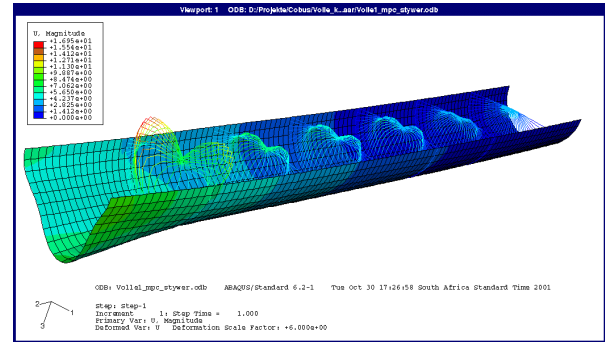 Viewport: 1 ODB: D:/Projekte/Cobus/Volle_k...aar/Volle1_mpc_stywer.odb
U, Magnitude
+1.695e+01
+1.554e+01
+1.412e+01
+1.271e+01
+1.130e+01
+9.887e+00
+8.474e+00
+7.062e+00
+5.650e+00
+4.237e+00
+2.825e+00
+1.412e+00
+0.000e+00
ODB: Volle1_mpc_stywer.odb ABAQUS/Standard 6.2-1 Tue Oct 30 17:26:58 South Africa Standard Time 2001
2
1
3
Step: Step-1
Increment 1: Step Time = 1.000
Primary Var: U, Magnitude
Deformed Var: U Deformation Scale Factor: +6.000e+00